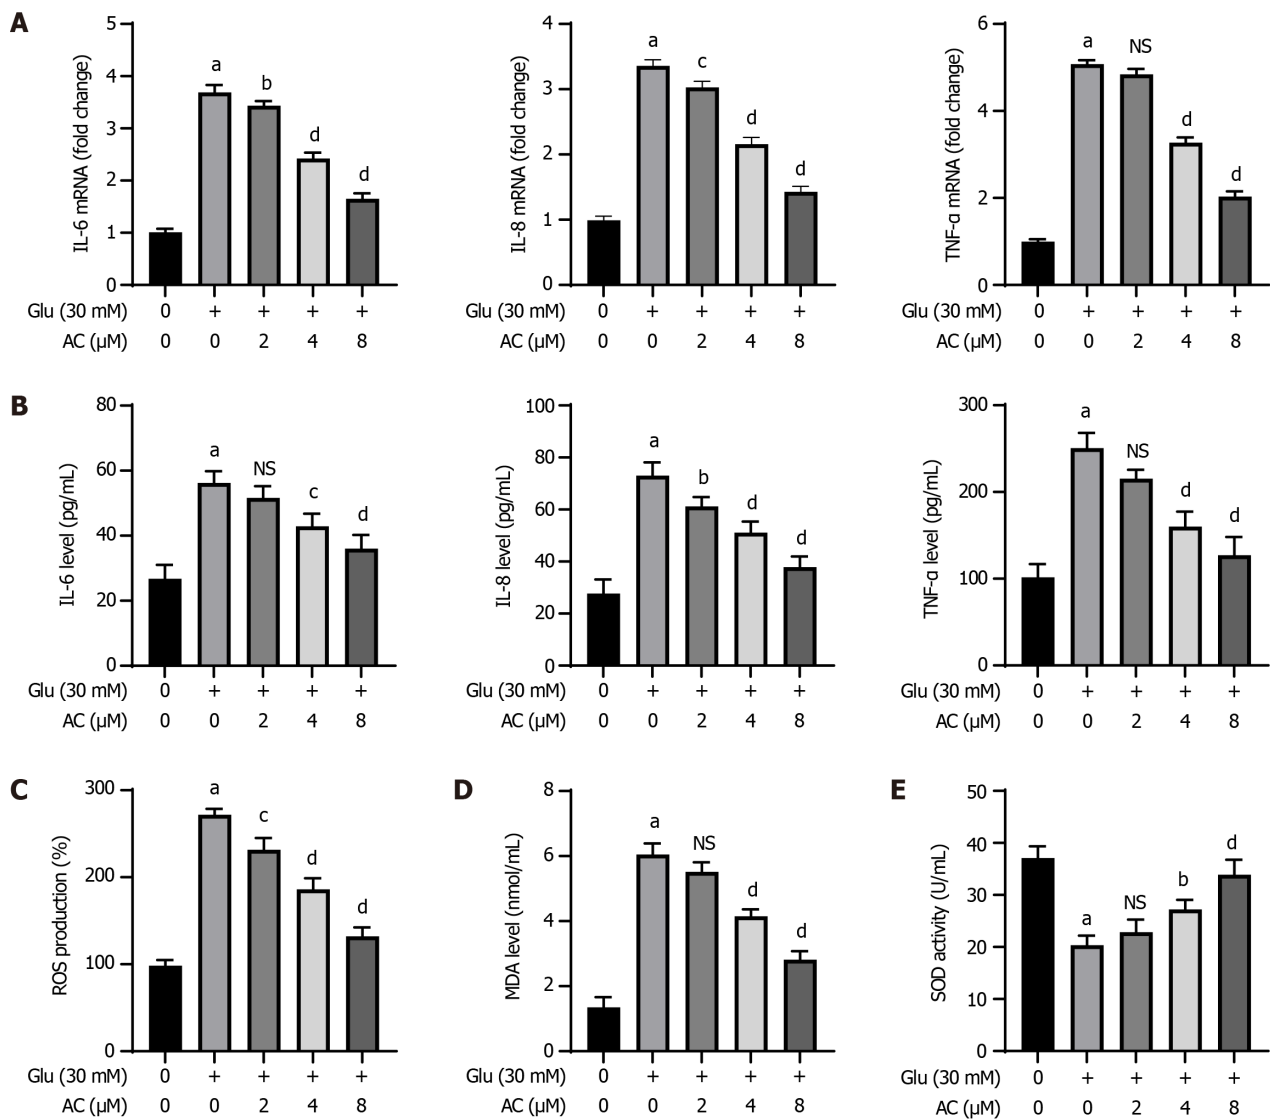 A
IL-6 mRNA (fold change)
5
4
3
2
1
0
a
b
d
d
Glu (30 mM) 0 + + + +
AC (µM) 0 0 2 4 8
IL-8 mRNA (fold change)
4
3
2
1
0
a
c
d
d
0 + + + +
Glu (30 mM)
AC (µM) 0 0 2 4 8
TNF-α mRNA (fold change)
6
4
2
0
a
NS
d
d
Glu (30 mM) 0 + + + +
AC (µM) 0 0 2 4 8
B
IL-6 level (pg/mL)
80
60
40
20
0
a
NS
c
d
Glu (30 mM) 0 + + + +
AC (µM) 0 0 2 4 8
IL-8 level (pg/mL)
100
80
60
40
20
0
a
b
d
d
Glu (30 mM) 0 + + + +
AC (µM) 0 0 2 4 8
TNF-α level (pg/mL)
300
200
100
0
a
NS
d
d
Glu (30 mM) 0 + + + +
AC (µM) 0 0 2 4 8
C
ROS production (%)
300
200
100
0
a
c
d
d
Glu (30 mM) 0 + + + +
AC (µM) 0 0 2 4 8
D
MDA level (nmol/mL)
8
6
4
2
0
a
NS
d
d
Glu (30 mM) 0 + + + +
AC (µM) 0 0 2 4 8
E
SOD activity (U/mL)
50
40
30
20
10
0
a
NS
b
d
Glu (30 mM) 0 + + + +
AC (µM) 0 0 2 4 8